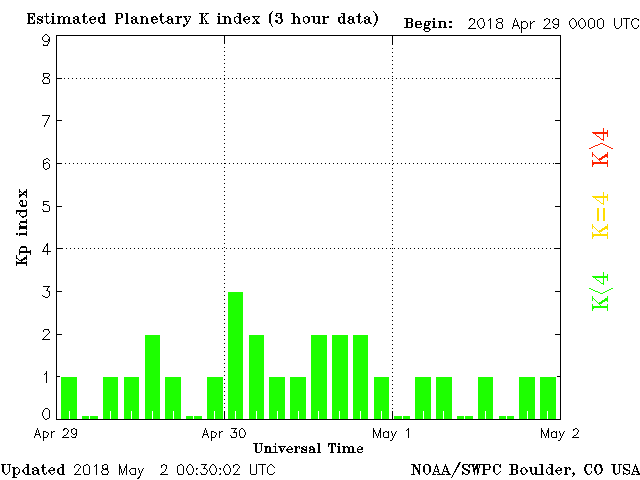 Estimated Planetary K index (3 hour data)
Begin: 2018 Apr 29 0000 UTC
9
8
7
6
5
4
3
2
1
0
Kp index
K>4
K=4
K<4
Apr 29 Apr 30 May 1 May 2
Universal Time
Updated 2018 May 2 00:30:02 UTC
NOAA/SWPC Boulder, CO USA